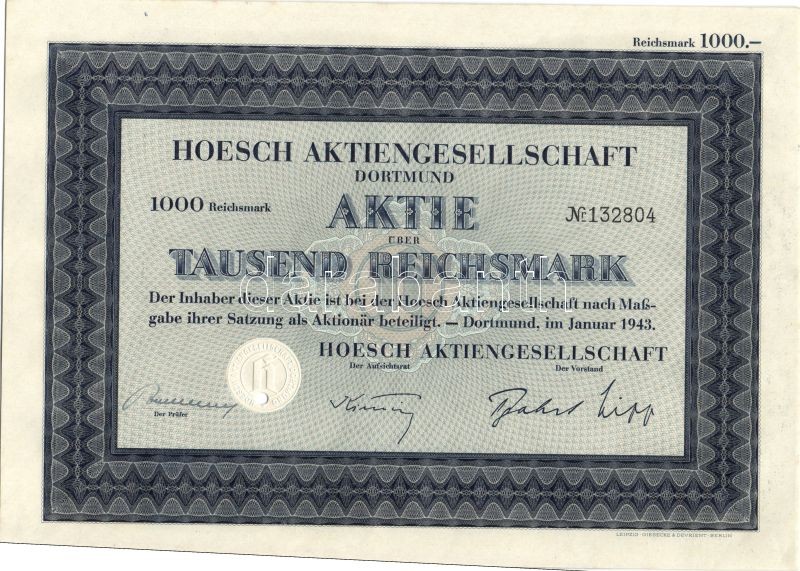 Reichsmark 1000.—
HOESCH AKTIENGESELLSCHAFT
DORTMUND
1000 Reichsmark AKTIE № 132804
ÜBER
TAUSEND REICHSMARK
Der Inhaber dieser Aktie ist bei der Hoesch Aktiengesellschaft nach Maß-
gabe ihrer Satzung als Aktionär beteiligt. — Dortmund, im Januar 1943.
HOESCH AKTIENGESELLSCHAFT
Der Aufsichtsrat Der Vorstand
Der Prüfer
LEIPZIG · GIESECKE & DEVRIENT · BERLIN